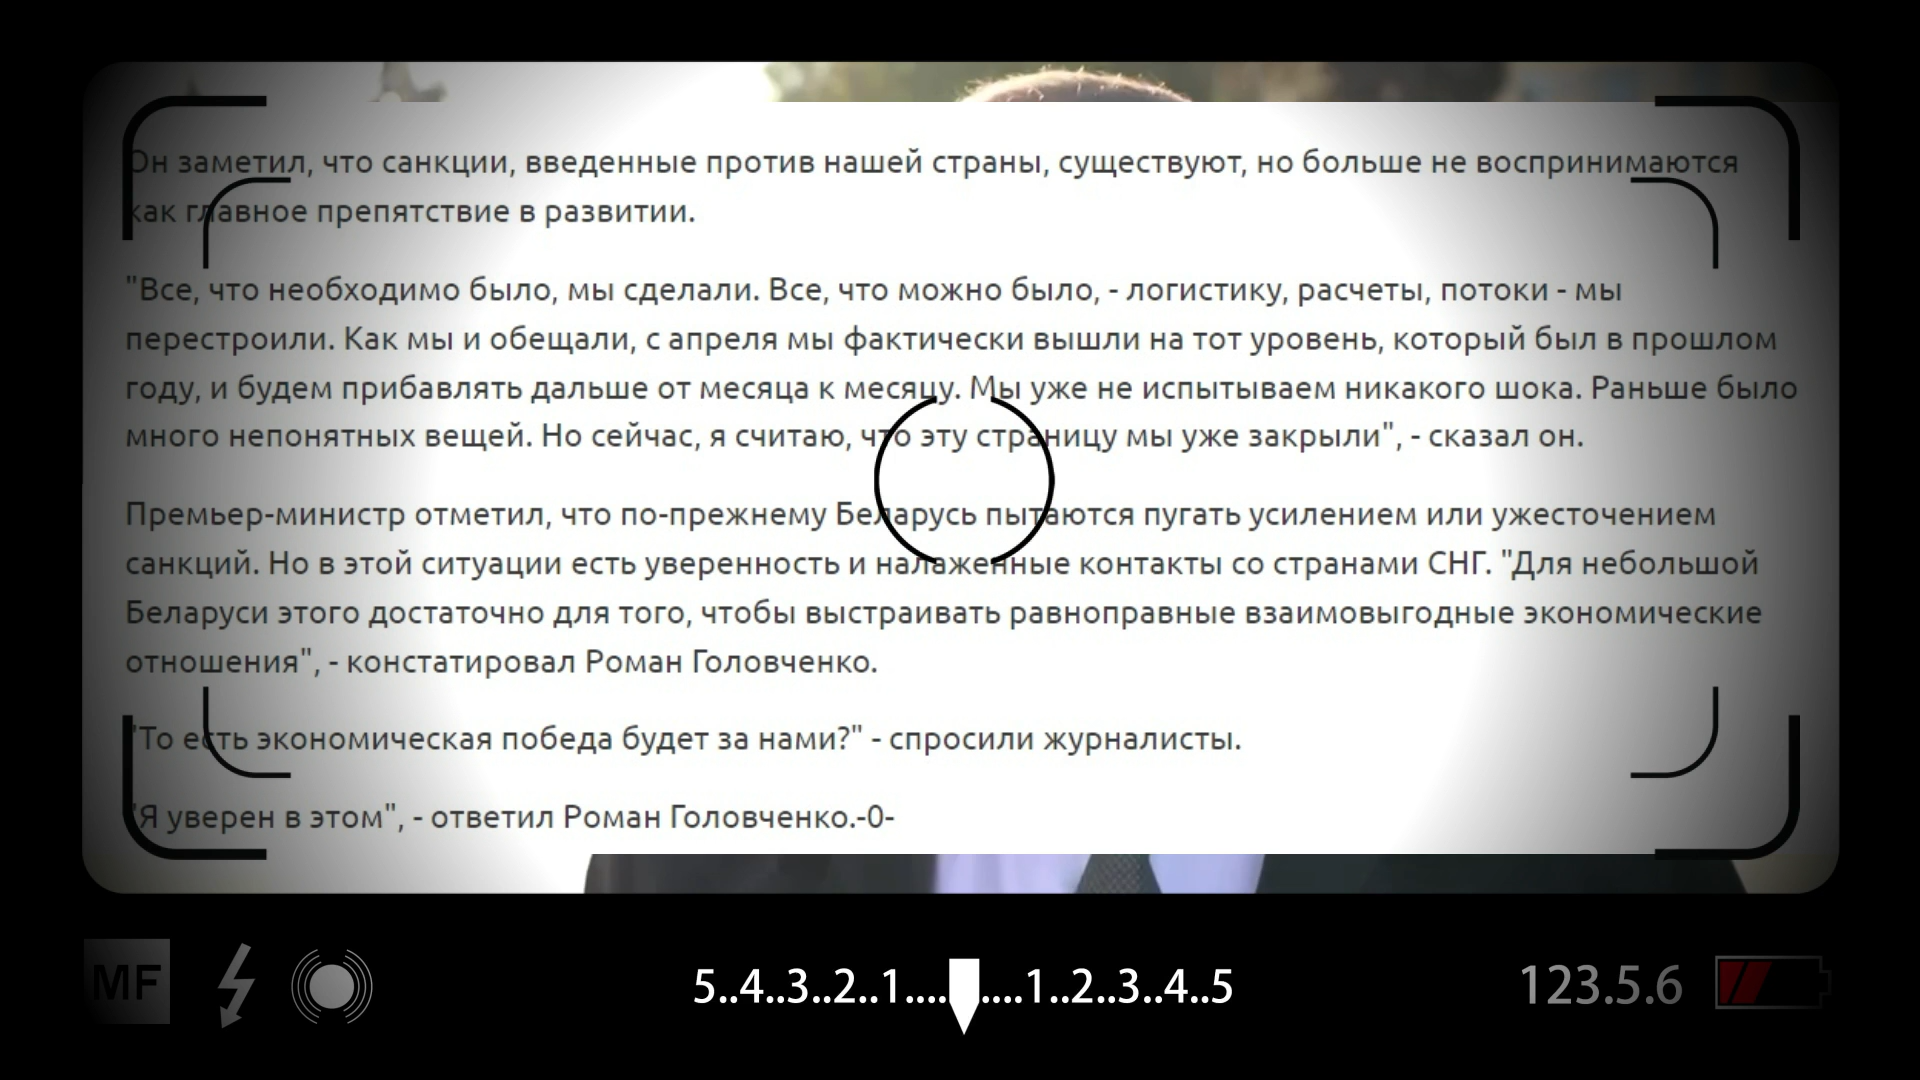 Он заметил, что санкции, введенные против нашей страны, существуют, но больше не воспринимаются
как главное препятствие в развитии.
"Все, что необходимо было, мы сделали. Все, что можно было, - логистику, расчеты, потоки - мы
перестроили. Как мы и обещали, с апреля мы фактически вышли на тот уровень, который был в прошлом
году, и будем прибавлять дальше от месяца к месяцу. Мы уже не испытываем никакого шока. Раньше было
много непонятных вещей. Но сейчас, я считаю, что эту страницу мы уже закрыли", - сказал он.
Премьер-министр отметил, что по-прежнему Беларусь пытаются пугать усилением или ужесточением
санкций. Но в этой ситуации есть уверенность и налаженные контакты со странами СНГ. "Для небольшой
Беларуси этого достаточно для того, чтобы выстраивать равноправные взаимовыгодные экономические
отношения", - констатировал Роман Головченко.
"То есть экономическая победа будет за нами?" - спросили журналисты.
"Я уверен в этом", - ответил Роман Головченко.-0-
MF 5..4..3..2..1........1..2..3..4..5 123.5.6